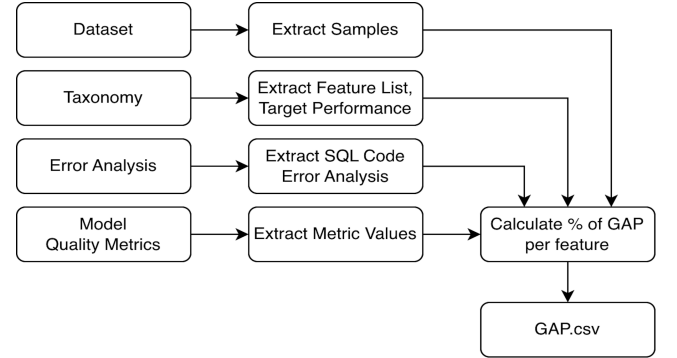 Dataset
Extract Samples
Taxonomy
Extract Feature List,
Target Performance
Error Analysis
Extract SQL Code
Error Analysis
Model
Quality Metrics
Extract Metric Values
Calculate % of GAP
per feature
GAP.csv